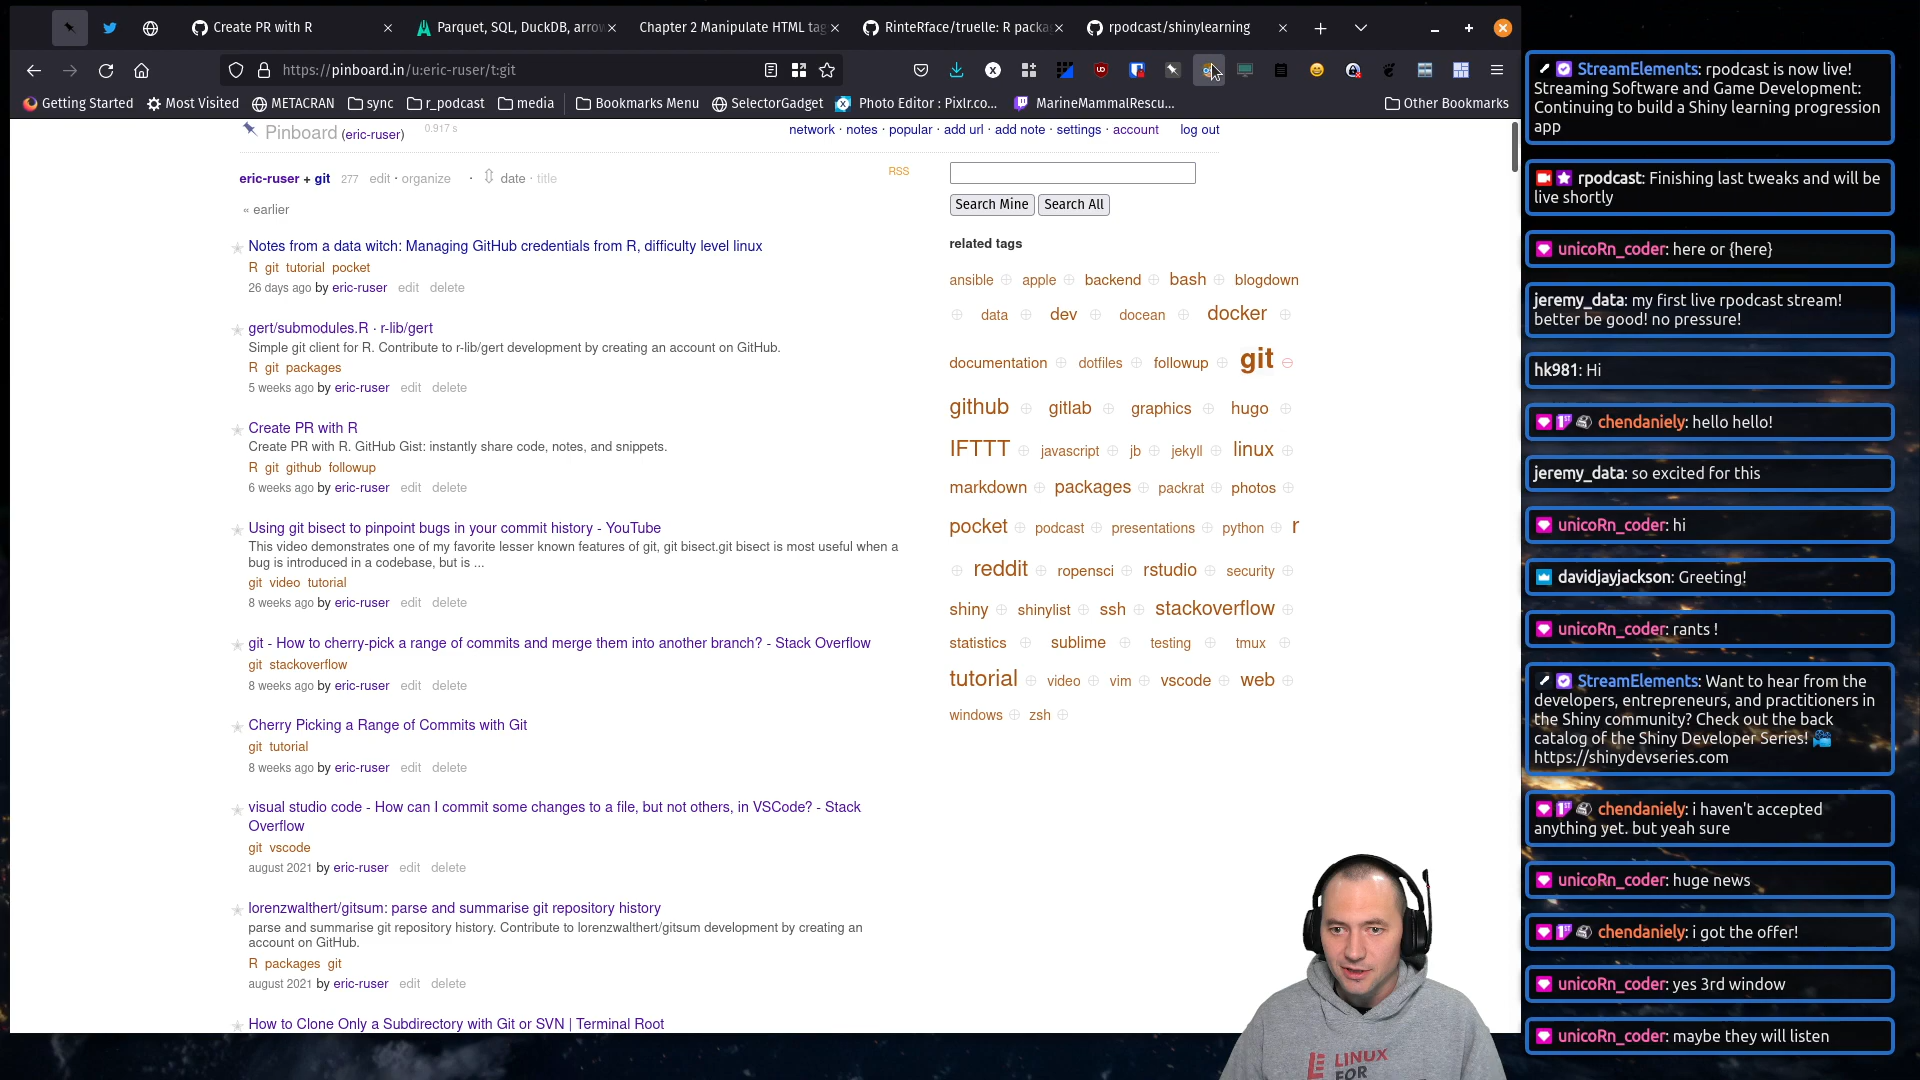 Create PR with R
Parquet, SQL, DuckDB, arrow
Chapter 2 Manipulate HTML tag
RinteRface/truelle: R packa
rpodcast/shinylearning
https://pinboard.in/u:eric-ruser/t:git
Getting Started
Most Visited
METACRAN
sync
r_podcast
media
Bookmarks Menu
SelectorGadget
Photo Editor : Pixlr.co...
MarineMammalRescu...
Other Bookmarks
Pinboard (eric-ruser) 0.917 s
network · notes · popular · add url · add note · settings · account log out
eric-ruser + git 277 edit · organize · date · title
RSS
« earlier
Notes from a data witch: Managing GitHub credentials from R, difficulty level linux
R git tutorial pocket
26 days ago by eric-ruser edit delete
gert/submodules.R · r-lib/gert
Simple git client for R. Contribute to r-lib/gert development by creating an account on GitHub.
R git packages
5 weeks ago by eric-ruser edit delete
Create PR with R
Create PR with R. GitHub Gist: instantly share code, notes, and snippets.
R git github followup
6 weeks ago by eric-ruser edit delete
Using git bisect to pinpoint bugs in your commit history - YouTube
This video demonstrates one of my favorite lesser known features of git, git bisect.git bisect is most useful when a
bug is introduced in a codebase, but is ...
git video tutorial
8 weeks ago by eric-ruser edit delete
git - How to cherry-pick a range of commits and merge them into another branch? - Stack Overflow
git stackoverflow
8 weeks ago by eric-ruser edit delete
Cherry Picking a Range of Commits with Git
git tutorial
8 weeks ago by eric-ruser edit delete
visual studio code - How can I commit some changes to a file, but not others, in VSCode? - Stack
Overflow
git vscode
august 2021 by eric-ruser edit delete
lorenzwalthert/gitsum: parse and summarise git repository history
parse and summarise git repository history. Contribute to lorenzwalthert/gitsum development by creating an
account on GitHub.
R packages git
august 2021 by eric-ruser edit delete
How to Clone Only a Subdirectory with Git or SVN | Terminal Root
Search Mine Search All
related tags
ansible apple backend bash blogdown
data dev docean docker
documentation dotfiles followup git
github gitlab graphics hugo
IFTTT javascript jb jekyll linux
markdown packages packrat photos
pocket podcast presentations python r
reddit ropensci rstudio security
shiny shinylist ssh stackoverflow
statistics sublime testing tmux
tutorial video vim vscode web
windows zsh
StreamElements: rpodcast is now live!
Streaming Software and Game Development:
Continuing to build a Shiny learning progression
app
rpodcast: Finishing last tweaks and will be
live shortly
unicoRn_coder: here or {here}
jeremy_data: my first live rpodcast stream!
better be good! no pressure!
hk981: Hi
chendaniely: hello hello!
jeremy_data: so excited for this
unicoRn_coder: hi
davidjayjackson: Greeting!
unicoRn_coder: rants !
StreamElements: Want to hear from the
developers, entrepreneurs, and practitioners in
the Shiny community? Check out the back
catalog of the Shiny Developer Series!
https://shinydevseries.com
chendaniely: i haven't accepted
anything yet. but yeah sure
unicoRn_coder: huge news
chendaniely: i got the offer!
unicoRn_coder: yes 3rd window
unicoRn_coder: maybe they will listen
LINUX
FOR